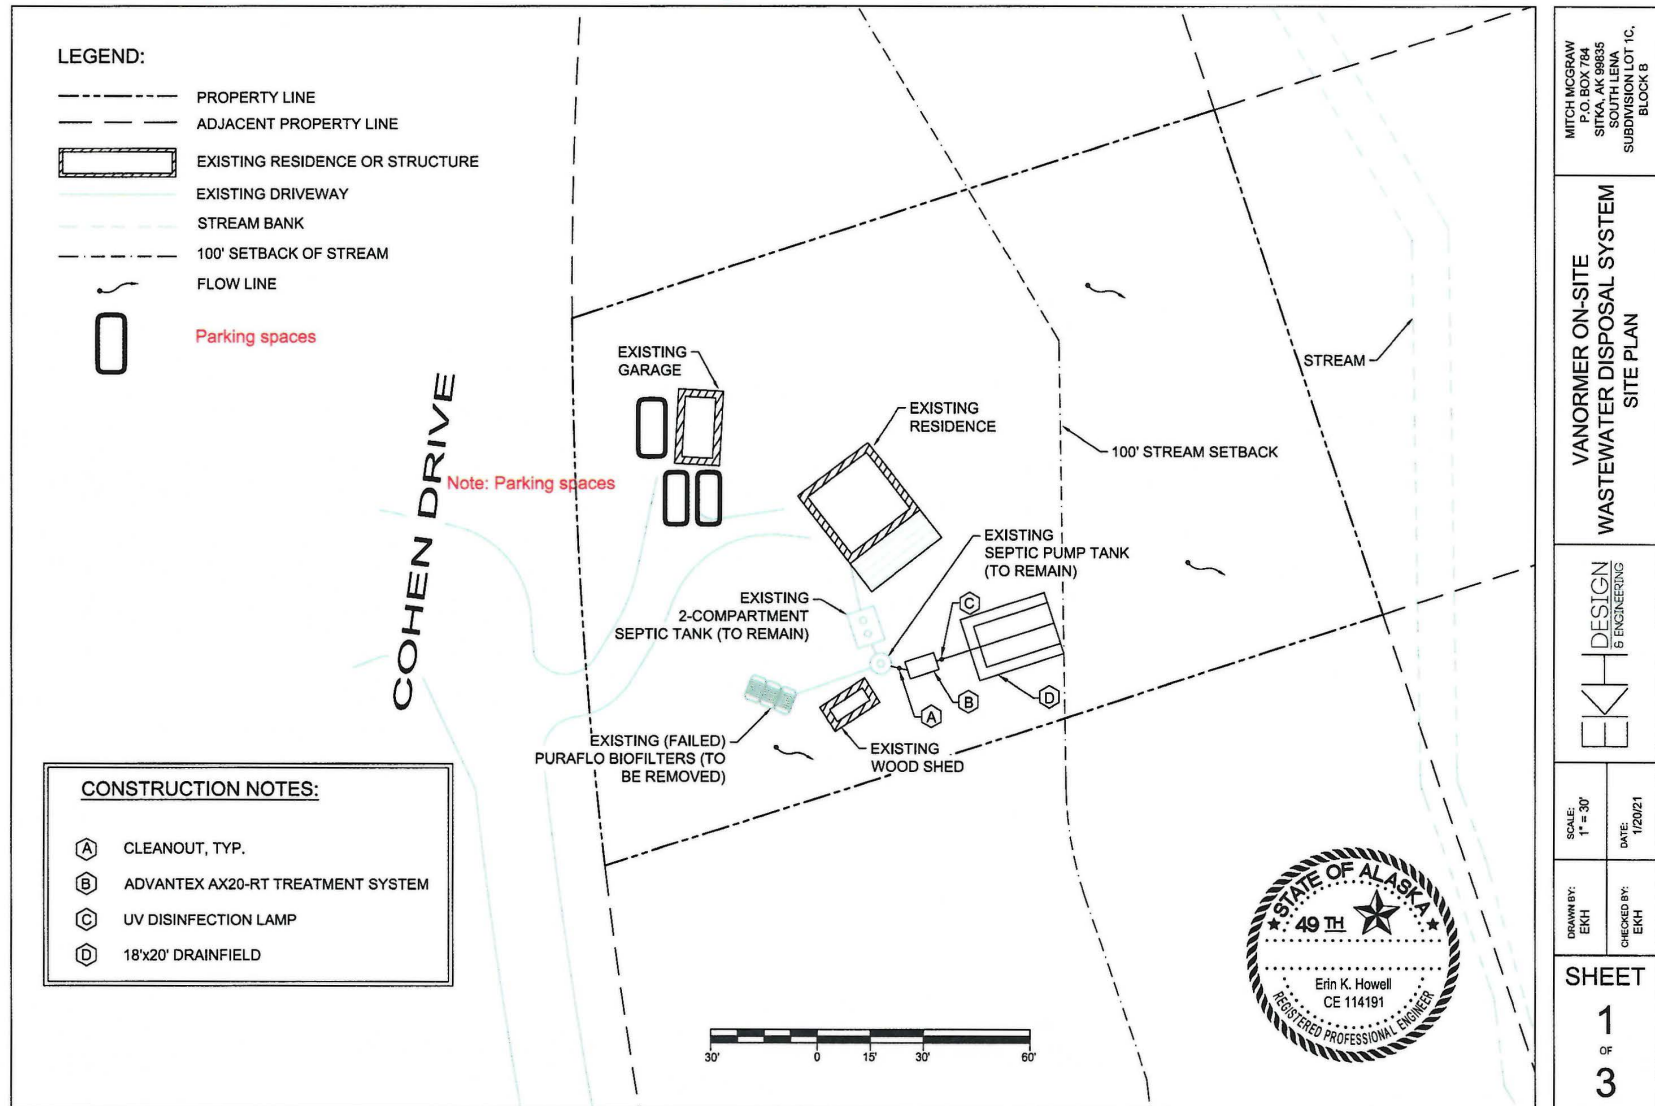 LEGEND:
PROPERTY LINE
ADJACENT PROPERTY LINE
EXISTING RESIDENCE OR STRUCTURE
EXISTING DRIVEWAY
STREAM BANK
100' SETBACK OF STREAM
FLOW LINE
Parking spaces
COHEN DRIVE
Note: Parking spaces
EXISTING
GARAGE
EXISTING
RESIDENCE
STREAM
100' STREAM SETBACK
EXISTING
SEPTIC PUMP TANK
(TO REMAIN)
EXISTING
2-COMPARTMENT
SEPTIC TANK (TO REMAIN)
C
A
B
D
EXISTING (FAILED)
PURAFLO BIOFILTERS (TO
BE REMOVED)
EXISTING
WOOD SHED
CONSTRUCTION NOTES:
A CLEANOUT, TYP.
B ADVANTEX AX20-RT TREATMENT SYSTEM
C UV DISINFECTION LAMP
D 18'x20' DRAINFIELD
30' 0 15' 30' 60'
STATE OF ALASKA
49 TH
Erin K. Howell
CE 114191
REGISTERED PROFESSIONAL ENGINEER
MITCH MCGRAW
P.O. BOX 784
SITKA, AK 99835
SOUTH LENA
SUBDIVISION LOT 1C,
BLOCK B
VANORMER ON-SITE
WASTEWATER DISPOSAL SYSTEM
SITE PLAN
EKH DESIGN
& ENGINEERING
SCALE:
1" = 30'
DATE:
1/20/21
DRAWN BY:
EKH
CHECKED BY:
EKH
SHEET
1
OF
3